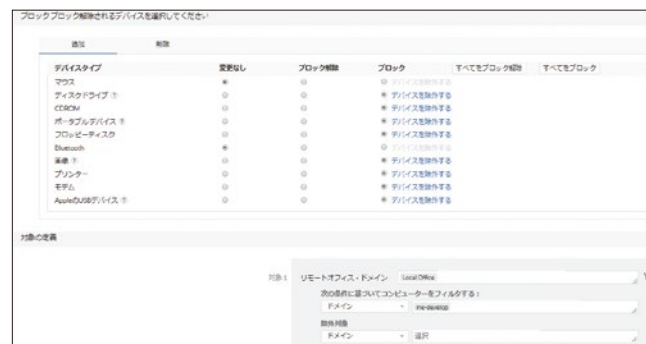 ブロックブロック解除されるデバイスを選択してください
追加 削除
デバイスタイプ 変更なし ブロック解除 ブロック すべてをブロック解除 すべてをブロック
マウス デバイスを除外する
ディスクドライブ ? デバイスを除外する
CDROM デバイスを除外する
ポータブルデバイス ? デバイスを除外する
フロッピーディスク デバイスを除外する
Bluetooth デバイスを除外する
画像 ? デバイスを除外する
プリンター デバイスを除外する
モデム デバイスを除外する
AppleのUSBデバイス ? デバイスを除外する
対象の定義
対象 1 リモートオフィス・ドメイン Local Office
次の条件に基づいてコンピューターをフィルタする :
ドメイン me-develop
除外対象
ドメイン 選択